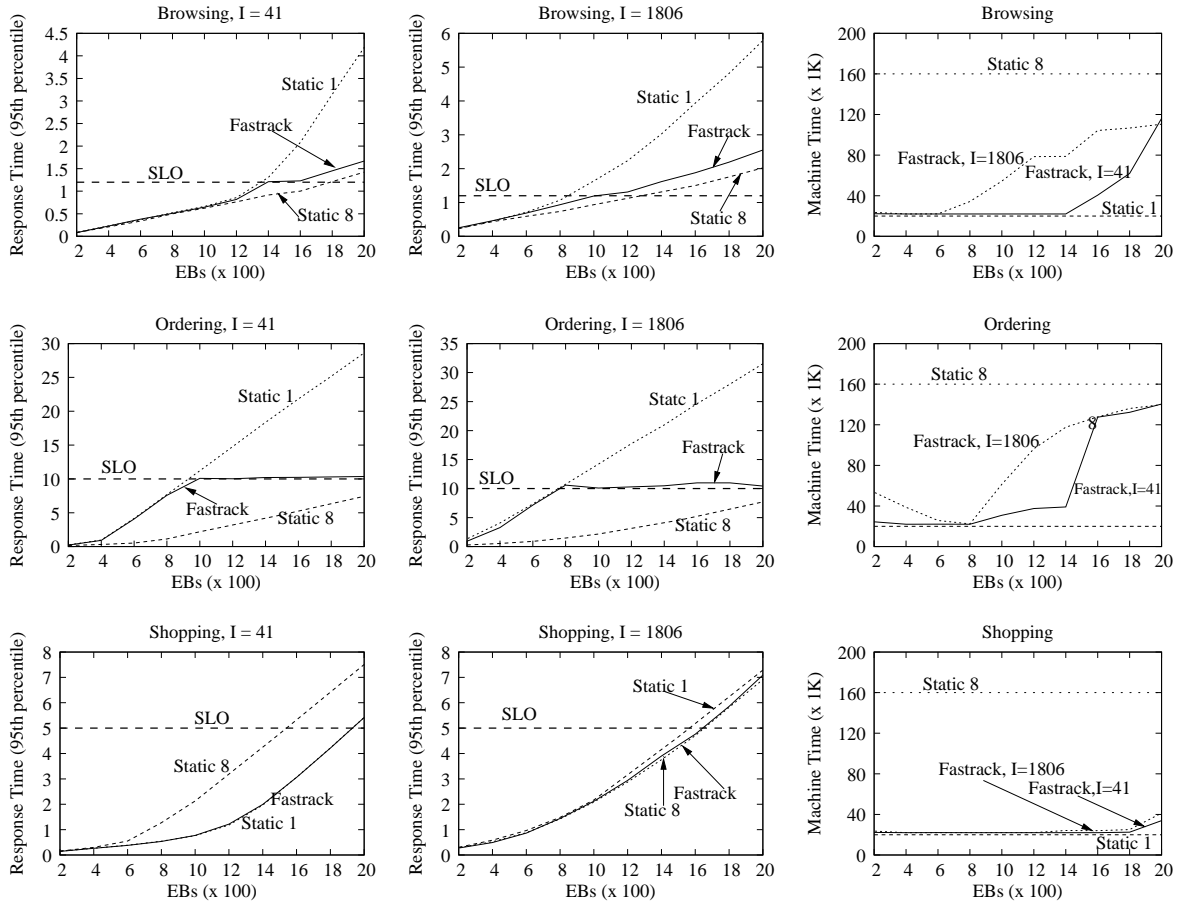 Browsing, I = 41
Response Time (95th percentile)
4.5
4
3.5
3
2.5
2
1.5
1
0.5
0
Static 1
Fastrack
SLO
Static 8
2 4 6 8 10 12 14 16 18 20
EBs (x 100)
Browsing, I = 1806
Response Time (95th percentile)
6
5
4
3
2
1
0
Static 1
Fastrack
SLO
Static 8
2 4 6 8 10 12 14 16 18 20
EBs (x 100)
Browsing
Machine Time (x 1K)
200
160
120
80
40
0
Static 8
Fastrack, I=1806
Fastrack, I=41
Static 1
2 4 6 8 10 12 14 16 18 20
EBs (x 100)
Ordering, I = 41
Response Time (95th percentile)
30
25
20
15
10
5
0
Static 1
SLO
Fastrack
Static 8
2 4 6 8 10 12 14 16 18 20
EBs (x 100)
Ordering, I = 1806
Response Time (95th percentile)
35
30
25
20
15
10
5
0
Statc 1
Fastrack
SLO
Static 8
2 4 6 8 10 12 14 16 18 20
EBs (x 100)
Ordering
Machine Time (x 1K)
200
160
120
80
40
0
Static 8
8
Fastrack, I=1806
Fastrack,I=41
2 4 6 8 10 12 14 16 18 20
EBs (x 100)
Shopping, I = 41
Response Time (95th percentile)
8
7
6
5
4
3
2
1
0
SLO
Static 8
Fastrack
Static 1
2 4 6 8 10 12 14 16 18 20
EBs (x 100)
Shopping, I = 1806
Response Time (95th percentile)
8
7
6
5
4
3
2
1
0
Static 1
SLO
Fastrack
Static 8
2 4 6 8 10 12 14 16 18 20
EBs (x 100)
Shopping
Machine Time (x 1K)
200
160
120
80
40
0
Static 8
Fastrack, I=1806
Fastrack,I=41
Static 1
2 4 6 8 10 12 14 16 18 20
EBs (x 100)